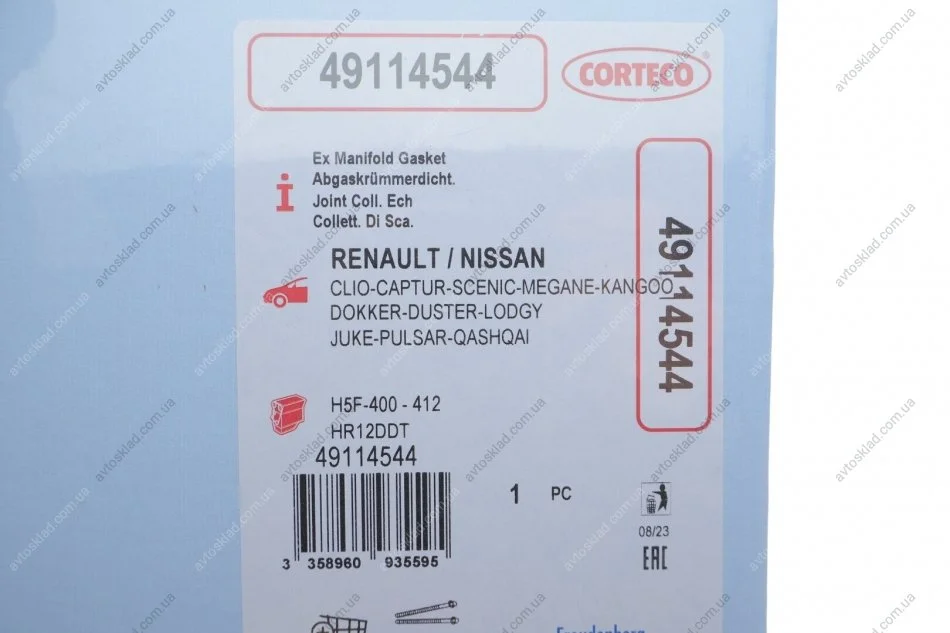 49114544
CORTECO
Ex Manifold Gasket
Abgaskrümmerdicht.
Joint Coll. Ech
Collett. Di Sca.
RENAULT / NISSAN
CLIO-CAPTUR-SCENIC-MEGANE-KANGOO
DOKKER-DUSTER-LODGY
JUKE-PULSAR-QASHQAI
49114544
H5F-400 - 412
HR12DDT
49114544
1 PC
3 358960 935595
08/23
EAC
Freudenberg
avtosklad.com.ua